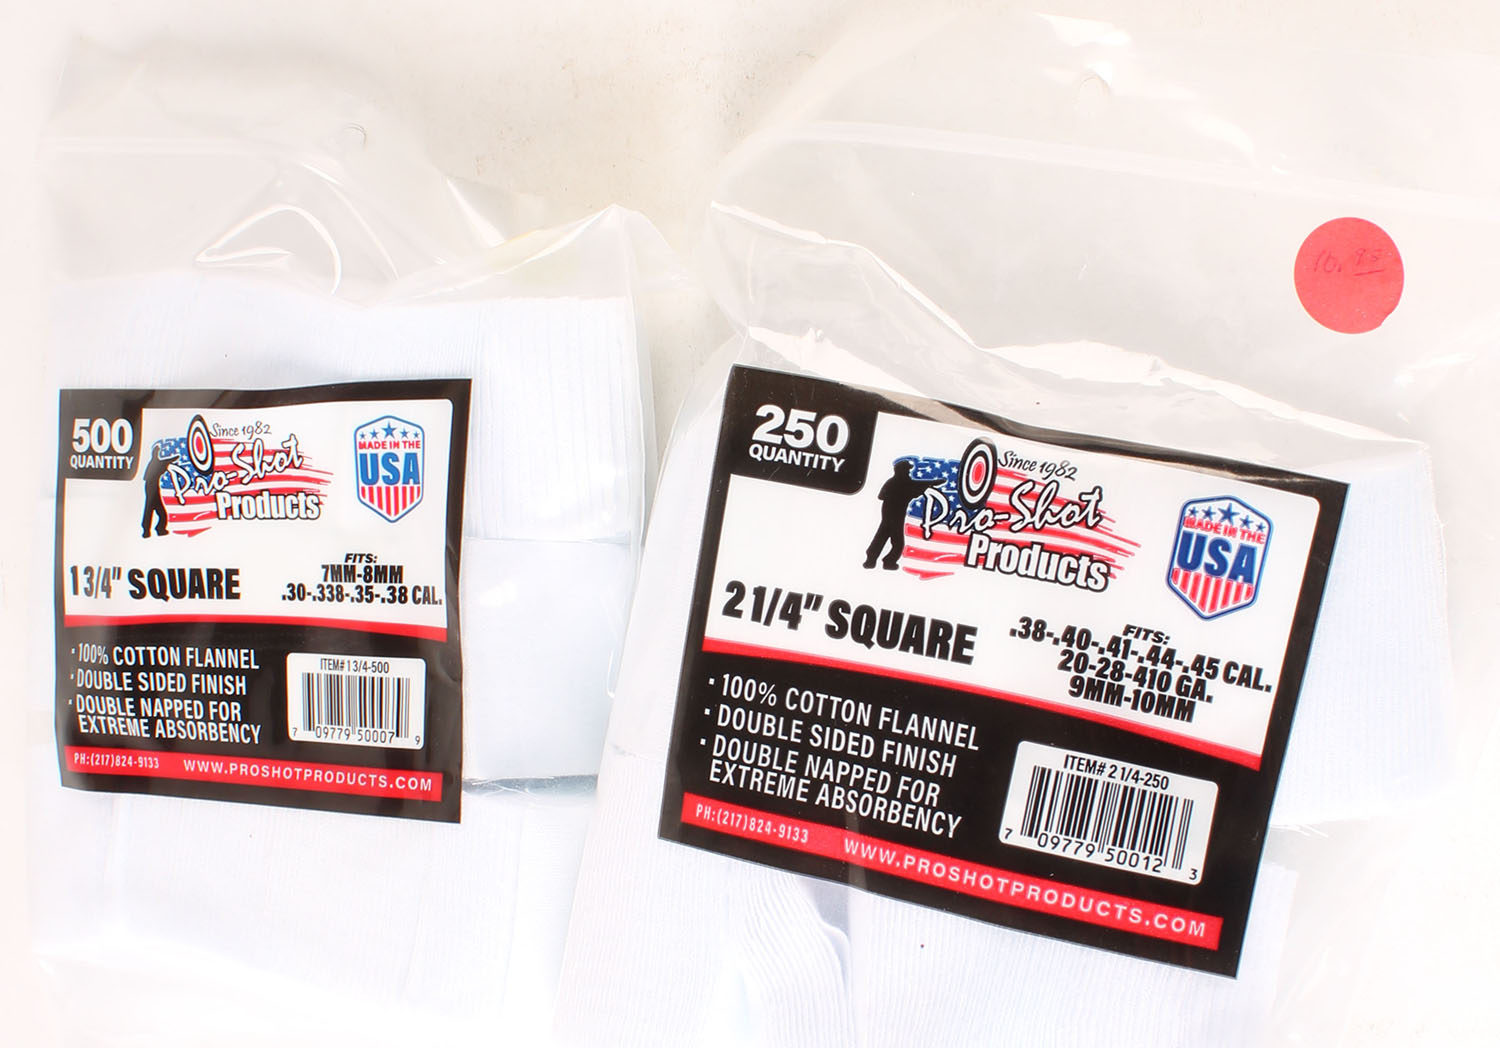 500
QUANTITY
Since 1982
Pro-Shot
Products
MADE IN THE
USA
1 3/4" SQUARE
FITS:
7MM-8MM
.30-.338-.35-.38 CAL.
· 100% COTTON FLANNEL
· DOUBLE SIDED FINISH
· DOUBLE NAPPED FOR
EXTREME ABSORBENCY
ITEM# 1 3/4-500
7 09779 50007 9
PH:(217)824-9133 WWW.PROSHOTPRODUCTS.COM
250
QUANTITY
Since 1982
Pro-Shot
Products
MADE IN THE
USA
2 1/4" SQUARE
FITS:
.38-.40-.41-.44-.45 CAL.
20-28-410 GA.
9MM-10MM
· 100% COTTON FLANNEL
· DOUBLE SIDED FINISH
· DOUBLE NAPPED FOR
EXTREME ABSORBENCY
ITEM# 2 1/4-250
7 09779 50012 3
PH:(217)824-9133 WWW.PROSHOTPRODUCTS.COM